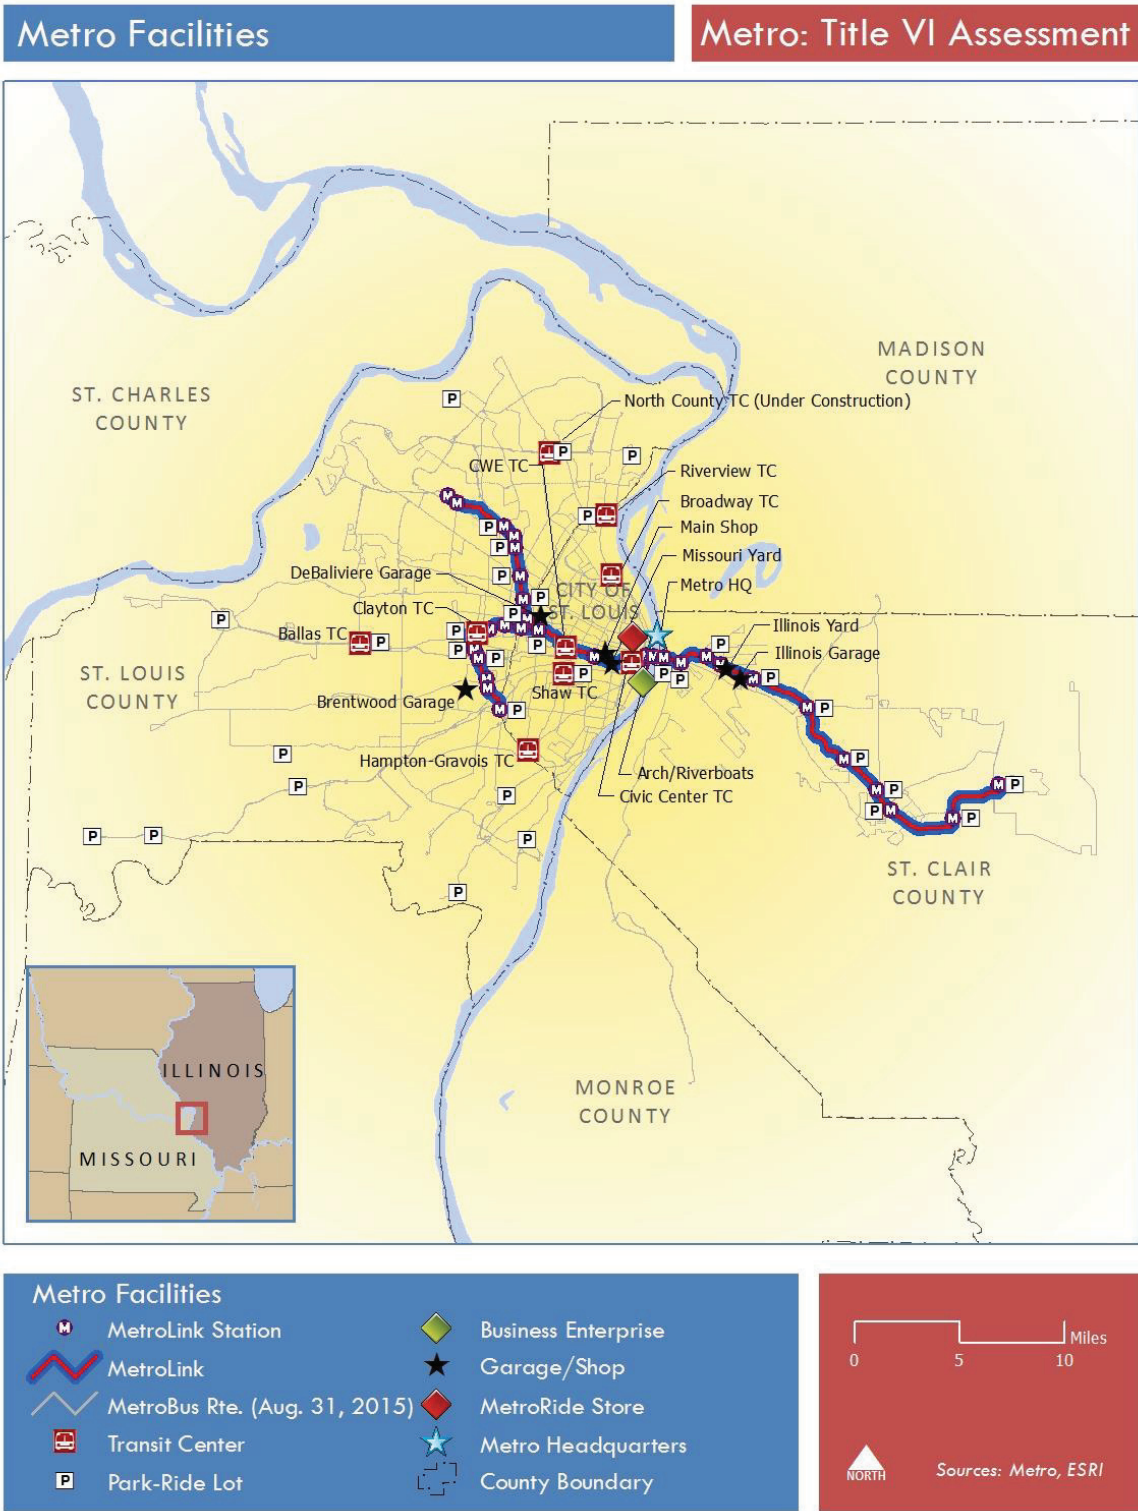 Metro Facilities
Metro: Title VI Assessment
MADISON
COUNTY
ST. CHARLES
COUNTY
North County TC (Under Construction)
CWE TC
Riverview TC
Broadway TC
Main Shop
Missouri Yard
Metro HQ
DeBaliviere Garage
CITY OF
ST. LOUIS
Clayton TC
Ballas TC
Illinois Yard
Illinois Garage
ST. LOUIS
COUNTY
Shaw TC
Brentwood Garage
Hampton-Gravois TC
Arch/Riverboats
Civic Center TC
ST. CLAIR
COUNTY
MONROE
COUNTY
ILLINOIS
MISSOURI
Metro Facilities
M MetroLink Station
MetroLink
MetroBus Rte. (Aug. 31, 2015)
Transit Center
P Park-Ride Lot
Business Enterprise
Garage/Shop
MetroRide Store
Metro Headquarters
County Boundary
Miles
0 5 10
NORTH
Sources: Metro, ESRI